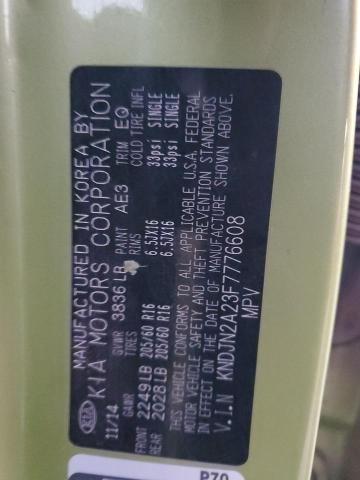 MANUFACTURED IN KOREA BY
KIA KIA MOTORS CORPORATION
11/14 GVWR 3836 LB PAINT AE3 TRIM EQ
GAWR TIRES RIMS COLD TIRE INFL
FRONT 2249LB 205/60 R16 6.5JX16 33psi SINGLE
REAR 2028LB 205/60 R16 6.5JX16 33psi SINGLE
THIS VEHICLE CONFORMS TO ALL APPLICABLE U.S.A. FEDERAL
MOTOR VEHICLE SAFETY AND THEFT PREVENTION STANDARDS
IN EFFECT ON THE DATE OF MANUFACTURE SHOWN ABOVE.
V.I.N KNDJN2A23F7776608
MPV
P70